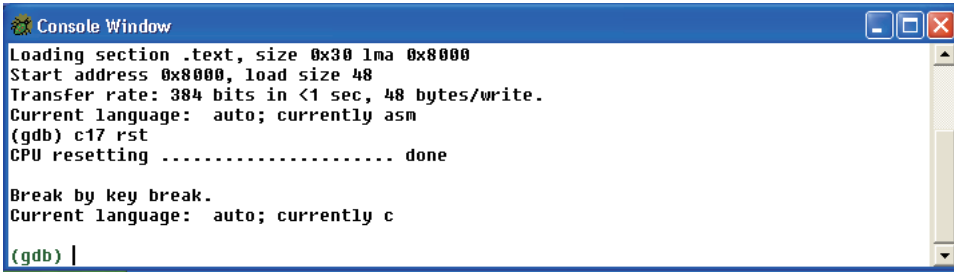 Console Window
Loading section .text, size 0x30 lma 0x8000
Start address 0x8000, load size 48
Transfer rate: 384 bits in <1 sec, 48 bytes/write.
Current language:  auto; currently asm
(gdb) c17 rst
CPU resetting ...................... done
Break by key break.
Current language:  auto; currently c
(gdb)